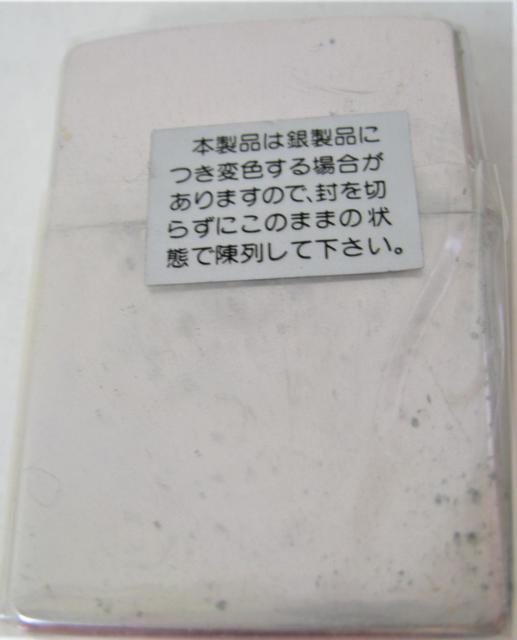 本製品は銀製品に
つき変色する場合が
ありますので、封を切
らずにこのままの状
態で陳列して下さい。